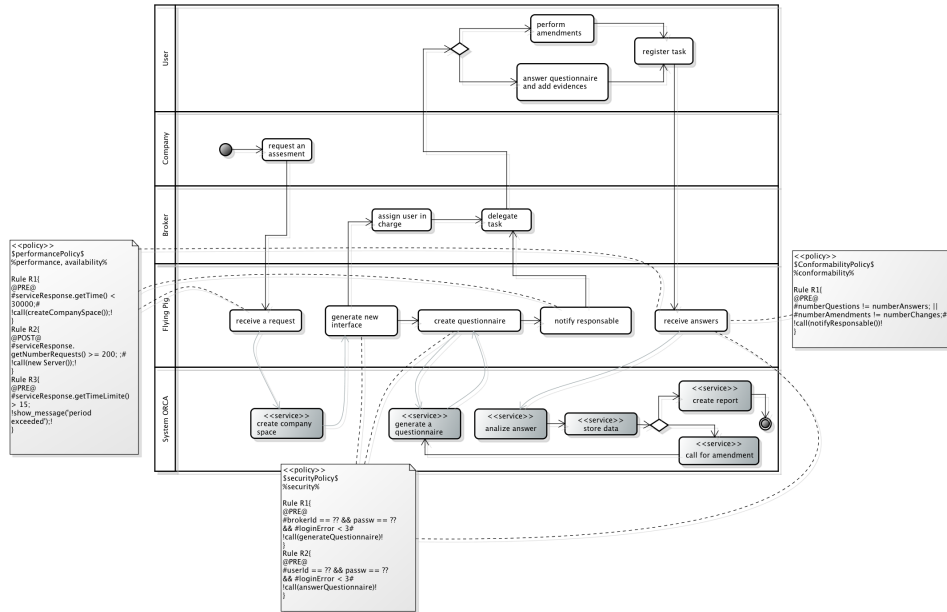 User
perform
amendments
register task
answer questionnaire
and add evidences
Company
request an
assesment
Broker
assign user in
charge
delegate
task
Flying Pig
receive a request
generate new
interface
create questionnaire
notify responsable
receive answers
System ORCA
<<service>>
create company
space
<<service>>
generate a
questionnaire
<<service>>
analize answer
<<service>>
store data
<<service>>
create report
<<service>>
call for amendment
<<policy>>
$performancePolicy$
%performance, availability%
Rule R1{
@PRE@
#serviceResponse.getTime() <
30000;#
!call(createCompanySpace());!
}
Rule R2{
@POST@
#serviceResponse.
getNumberRequests() >= 200; ;#
!call(new Server());!
}
Rule R3{
@PRE@
#serviceResponse.getTimeLimite()
> 15;
!show_message('period
exceeded');!
}
<<policy>>
$securityPolicy$
%security%
Rule R1{
@PRE@
#brokerId == ?? && passw == ??
&& #loginError < 3#
!call(generateQuestionnaire)!
}
Rule R2{
@PRE@
#userId == ?? && passw == ??
&& #loginError < 3#
!call(answerQuestionnaire)!
}
<<policy>>
$ConformabilityPolicy$
%conformability%
Rule R1{
@PRE@
#numberQuestions != numberAnswers; ||
#numberAmendments != numberChanges;#
!call(notifyResponsable())!
}